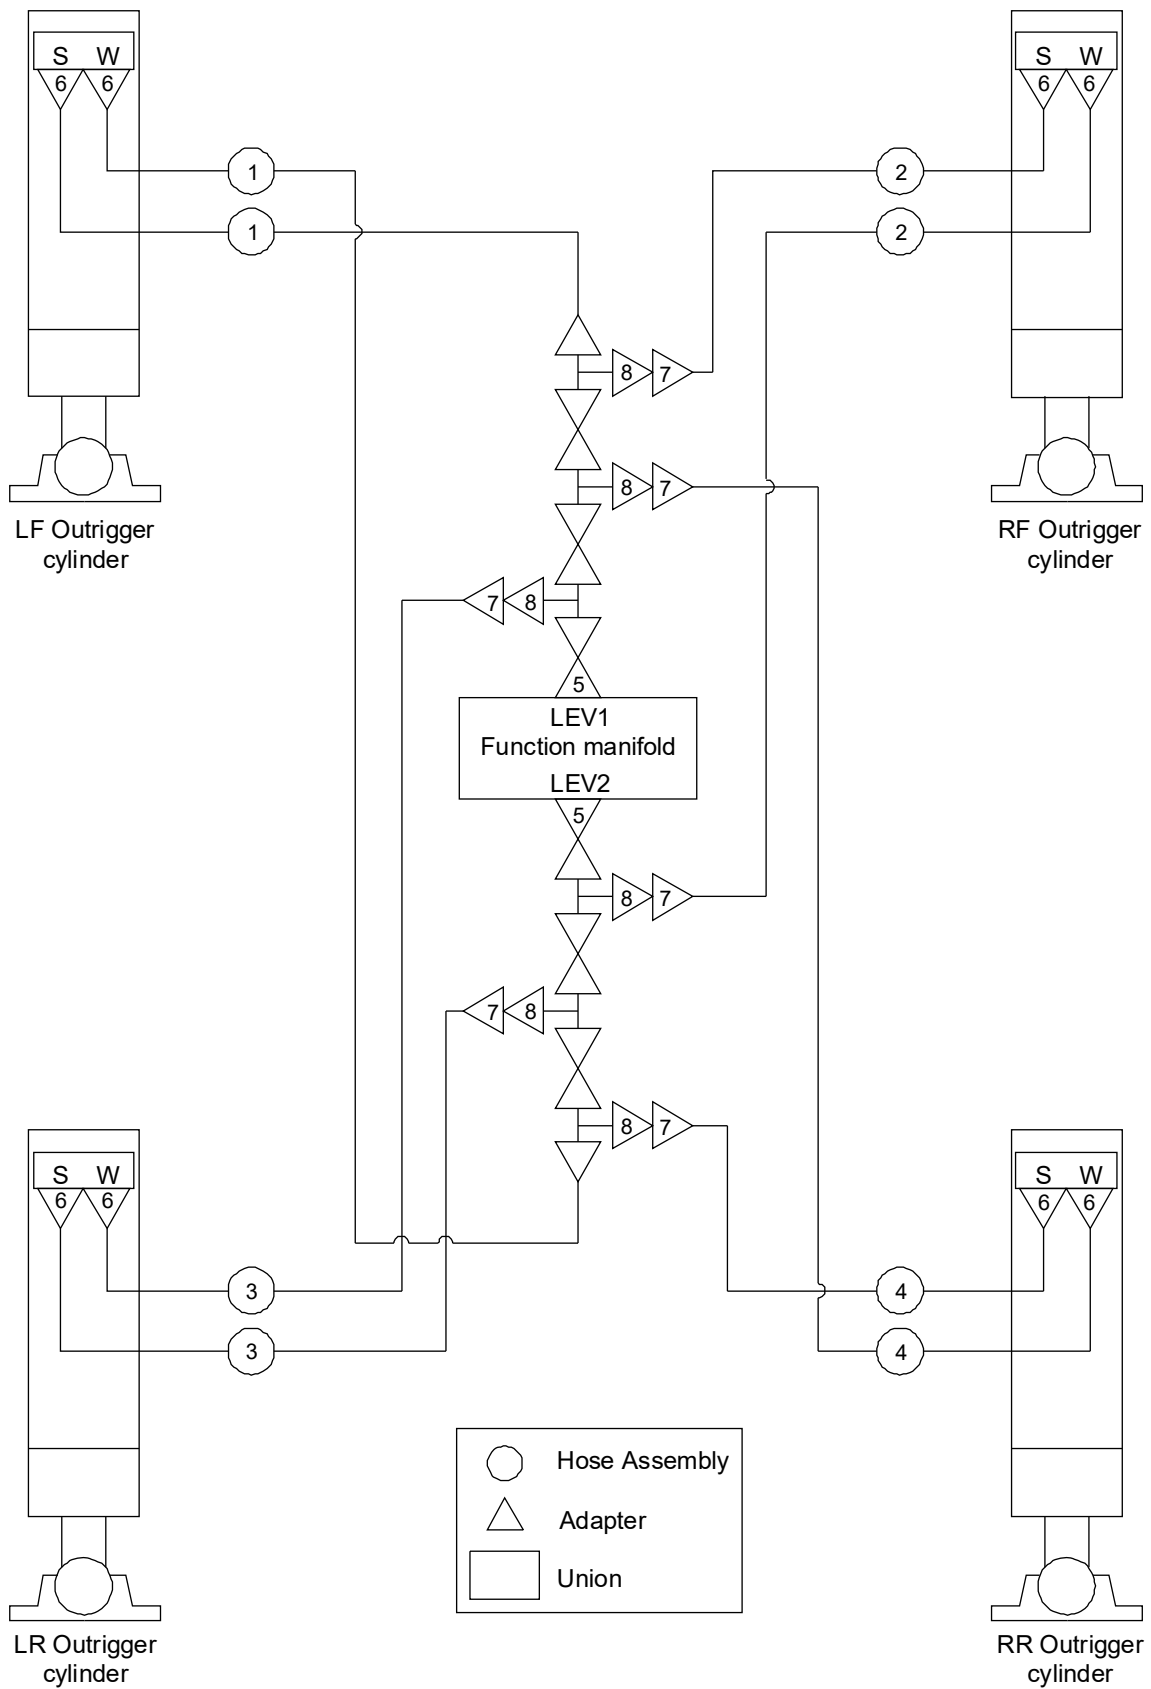 S W
6 6
1
1
LF Outrigger
cylinder
S W
6 6
2
2
RF Outrigger
cylinder
8 7
8 7
7 8
5
LEV1
Function manifold
LEV2
5
8 7
7 8
8 7
S W
6 6
3
3
LR Outrigger
cylinder
S W
6 6
4
4
RR Outrigger
cylinder
Hose Assembly
Adapter
Union